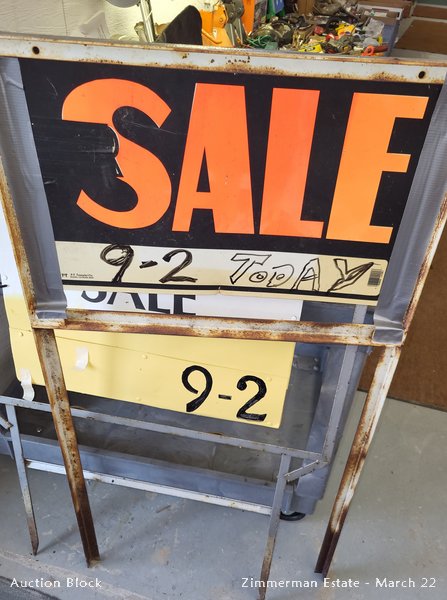 SALE
9-2 TODAY
SALE
9-2
Auction Block
Zimmerman Estate - March 22